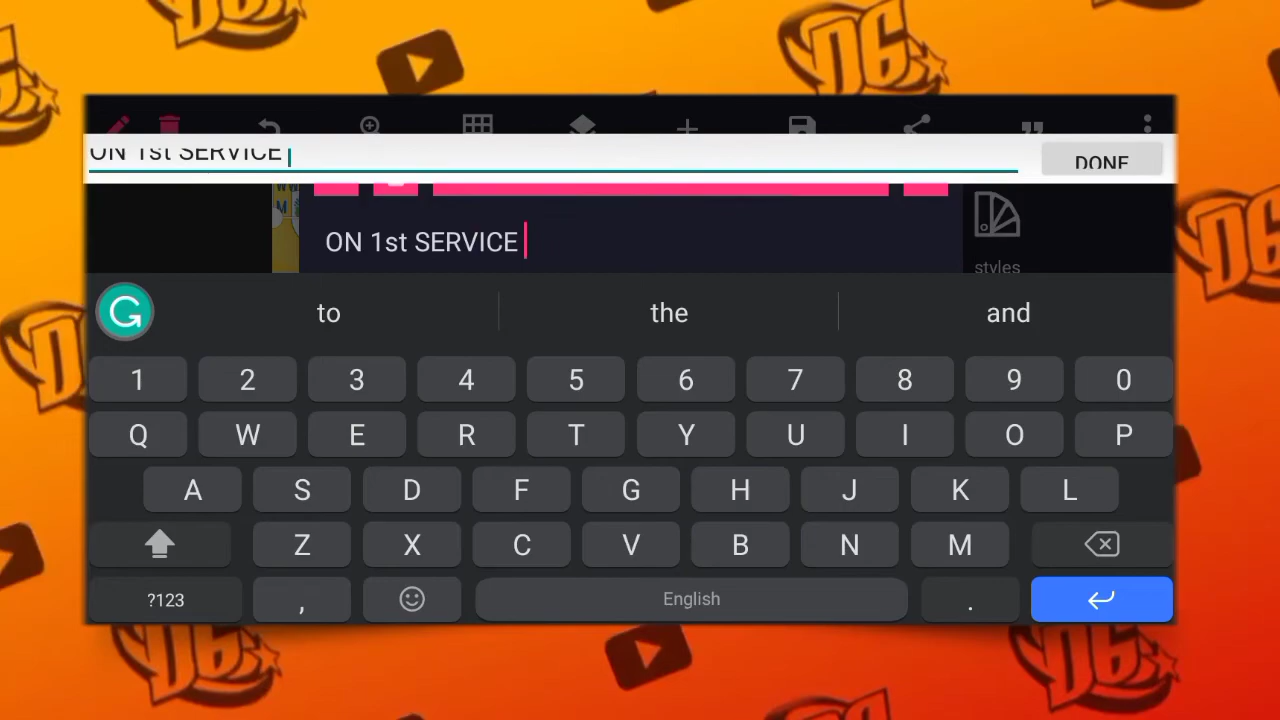 ON 1st SERVICE
DONE
ON 1st SERVICE
styles
to the and
1 2 3 4 5 6 7 8 9 0
Q W E R T Y U I O P
A S D F G H J K L
Z X C V B N M
?123 , English .